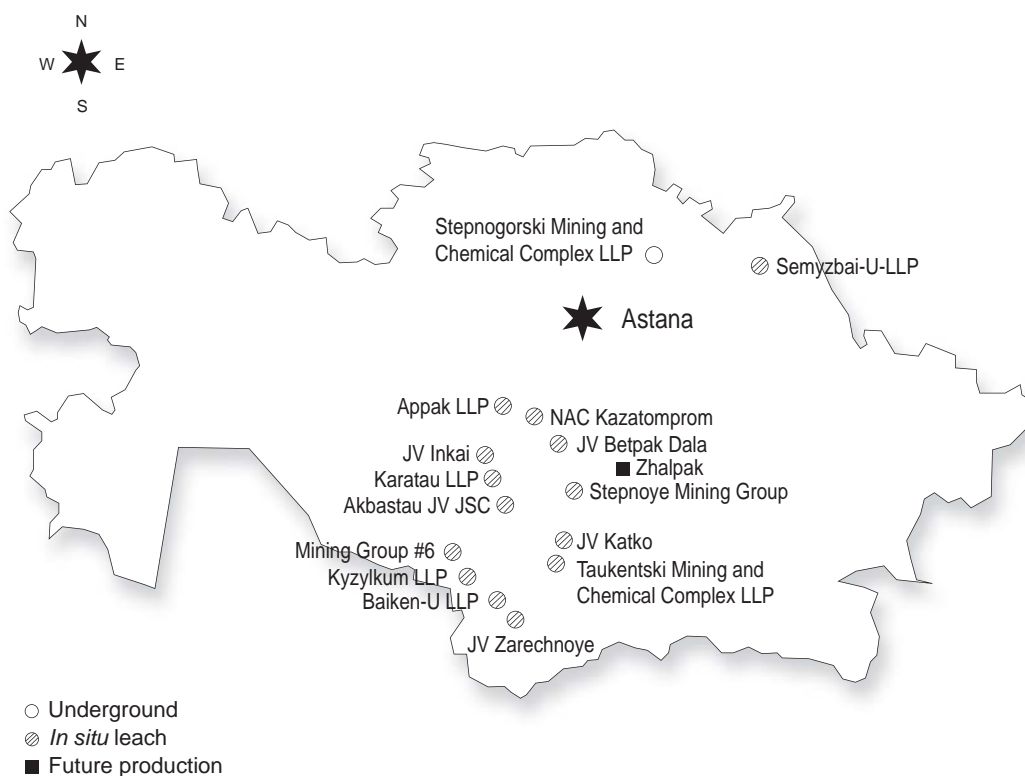 N
W E
S
Stepnogorski Mining and
Chemical Complex LLP
Semyzbai-U-LLP
Astana
Appak LLP
NAC Kazatomprom
JV Betpak Dala
JV Inkai
Zhalpak
Karatau LLP
Stepnoye Mining Group
Akbastau JV JSC
JV Katko
Mining Group #6
Taukentski Mining and
Chemical Complex LLP
Kyzylkum LLP
Baiken-U LLP
JV Zarechnoye
Underground
In situ leach
Future production